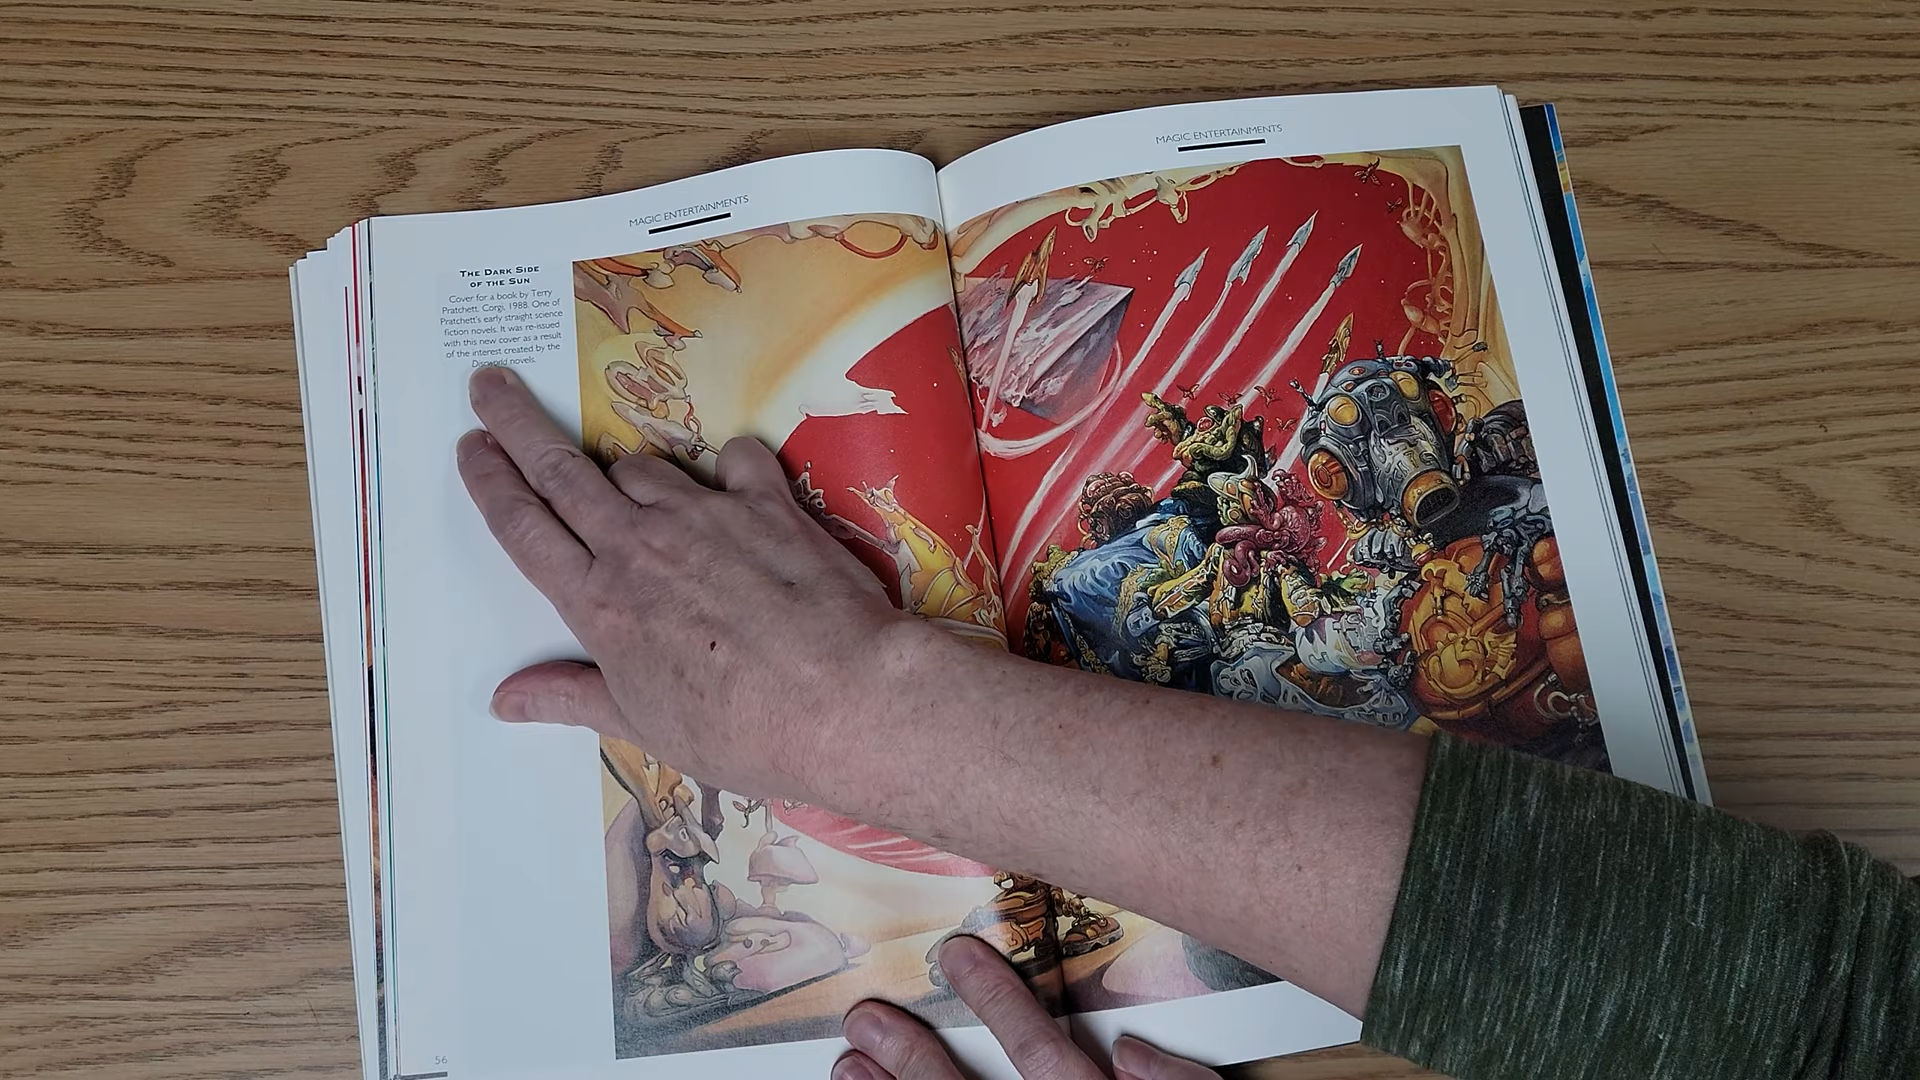 MAGIC ENTERTAINMENTS
MAGIC ENTERTAINMENTS
THE DARK SIDE
OF THE SUN
Cover for a book by Terry
Pratchett. Corgi, 1988. One of
Pratchett's early straight science
fiction novels. It was re-issued
with this new cover as a result
of the interest created by the
Discworld novels.
56